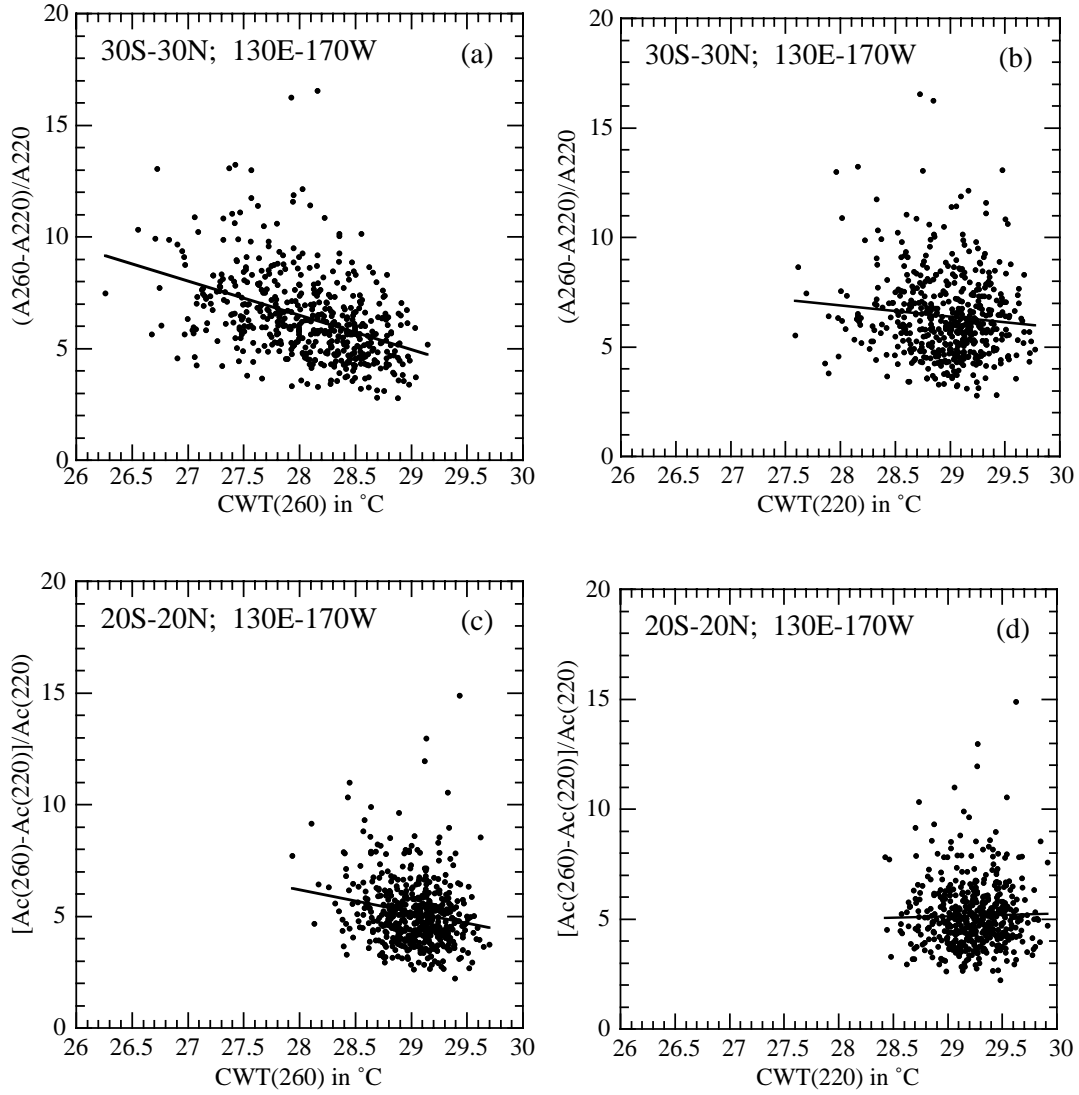 30S-30N; 130E-170W (a)
(A260-A220)/A220
20
15
10
5
0
26 26.5 27 27.5 28 28.5 29 29.5 30
CWT(260) in ˚C
30S-30N; 130E-170W (b)
(A260-A220)/A220
20
15
10
5
0
26 26.5 27 27.5 28 28.5 29 29.5 30
CWT(220) in ˚C
20S-20N; 130E-170W (c)
[Ac(260)-Ac(220)]/Ac(220)
20
15
10
5
0
26 26.5 27 27.5 28 28.5 29 29.5 30
CWT(260) in ˚C
20S-20N; 130E-170W (d)
[Ac(260)-Ac(220)]/Ac(220)
20
15
10
5
0
26 26.5 27 27.5 28 28.5 29 29.5 30
CWT(220) in ˚C